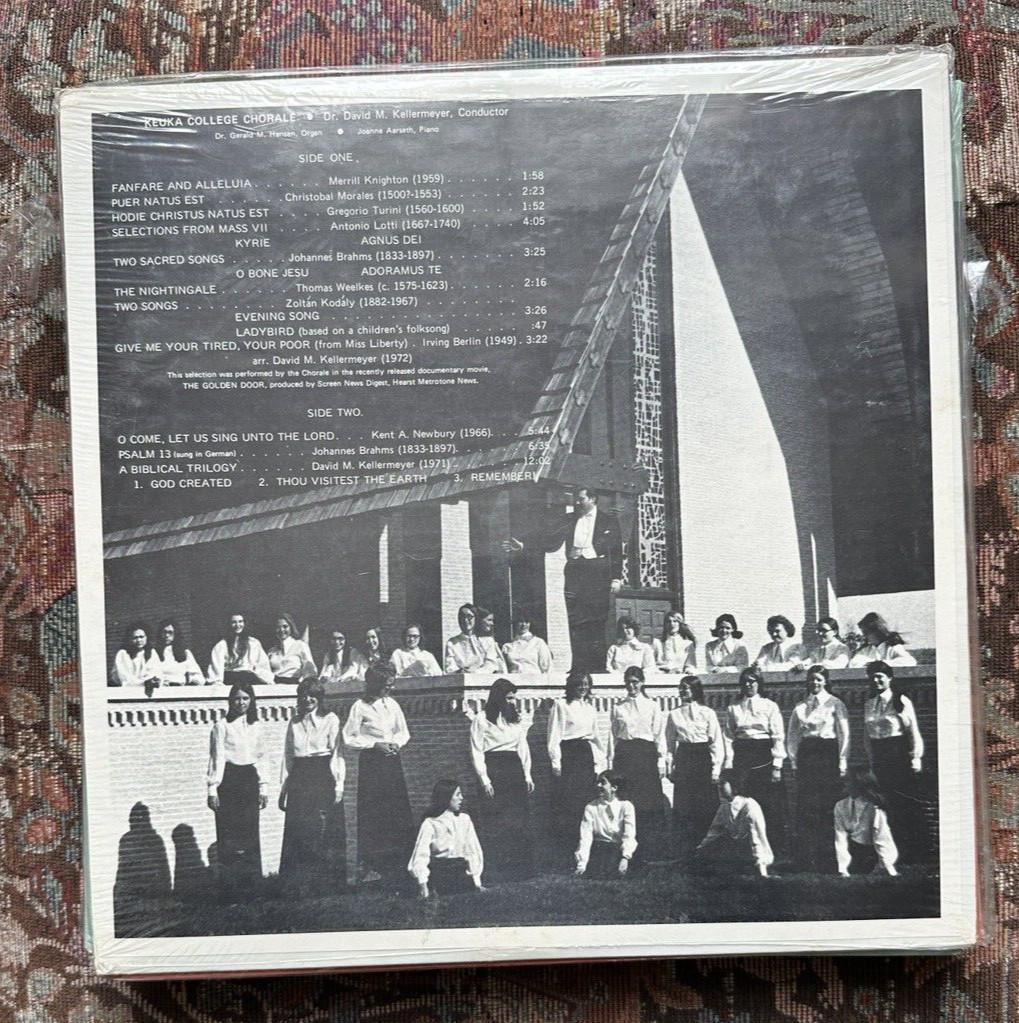 KEUKA COLLEGE CHORALE • Dr. David M. Kellermeyer, Conductor
Dr. Gerald M. Hansen, Organ • Joanne Aarseth, Piano
SIDE ONE.
FANFARE AND ALLELUIA . . . . . . Merrill Knighton (1959) . . . . . . . . 1:58
PUER NATUS EST Christobal Morales (1500?-1553) . . . . . . . 2:23
HODIE CHRISTUS NATUS EST . . . . . Gregorio Turini (1560-1600) . . . . . . 1:52
SELECTIONS FROM MASS VII . . . . . Antonio Lotti (1667-1740) . . . . . . . 4:05
KYRIE AGNUS DEI
TWO SACRED SONGS . . . . . Johannes Brahms (1833-1897) . . . . . . . . 3:25
O BONE JESU ADORAMUS TE
THE NIGHTINGALE . . . . . . . Thomas Weelkes (c. 1575-1623) . . . . . . 2:16
TWO SONGS . . . . . . . . Zoltán Kodály (1882-1967) . . . . . . .
EVENING SONG 3:26
LADYBIRD (based on a children's folksong) . . . . . . :47
GIVE ME YOUR TIRED, YOUR POOR (from Miss Liberty) . Irving Berlin (1949) . 3:22
arr. David M. Kellermeyer (1972)
This selection was performed by the Chorale in the recently released documentary movie,
THE GOLDEN DOOR, produced by Screen News Digest, Hearst Metrotone News.
SIDE TWO.
O COME, LET US SING UNTO THE LORD . . . Kent A. Newbury (1966) . . . . 5:44
PSALM 13 (sung in German) . . . . . . . Johannes Brahms (1833-1897) . . . . 6:35
A BIBLICAL TRILOGY . . . . . . . David M. Kellermeyer (1971) . . . . . 12:02
1. GOD CREATED 2. THOU VISITEST THE EARTH 3. REMEMBER!